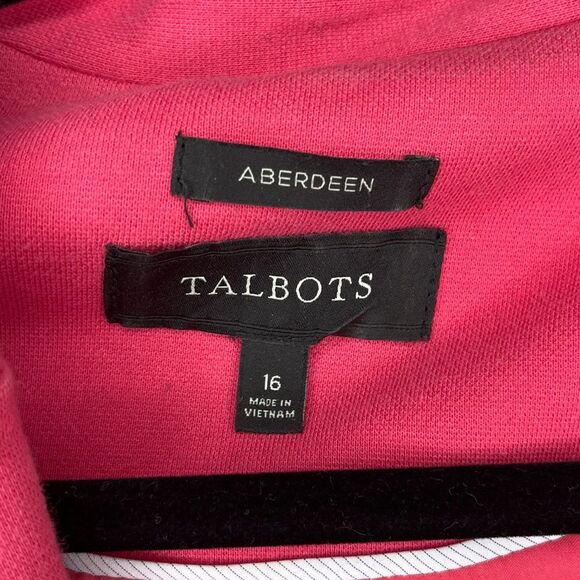 ABERDEEN
TALBOTS
16
MADE IN
VIETNAM